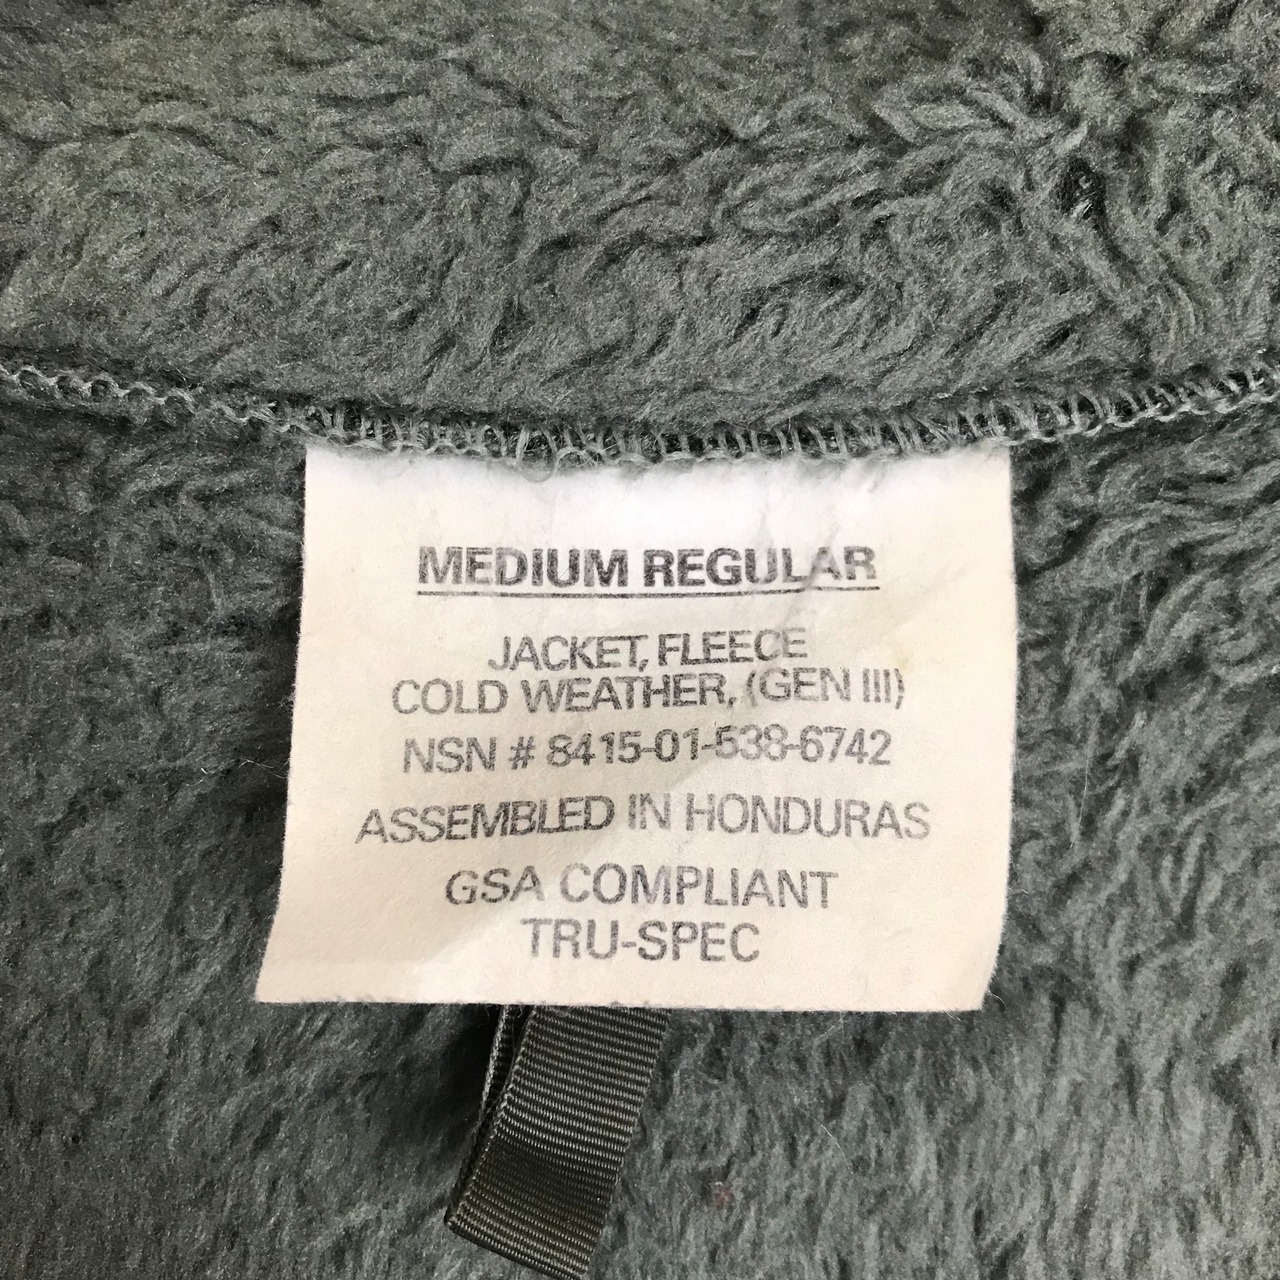 MEDIUM REGULAR
JACKET, FLEECE
COLD WEATHER, (GEN III)
NSN # 8415-01-538-6742
ASSEMBLED IN HONDURAS
GSA COMPLIANT
TRU-SPEC